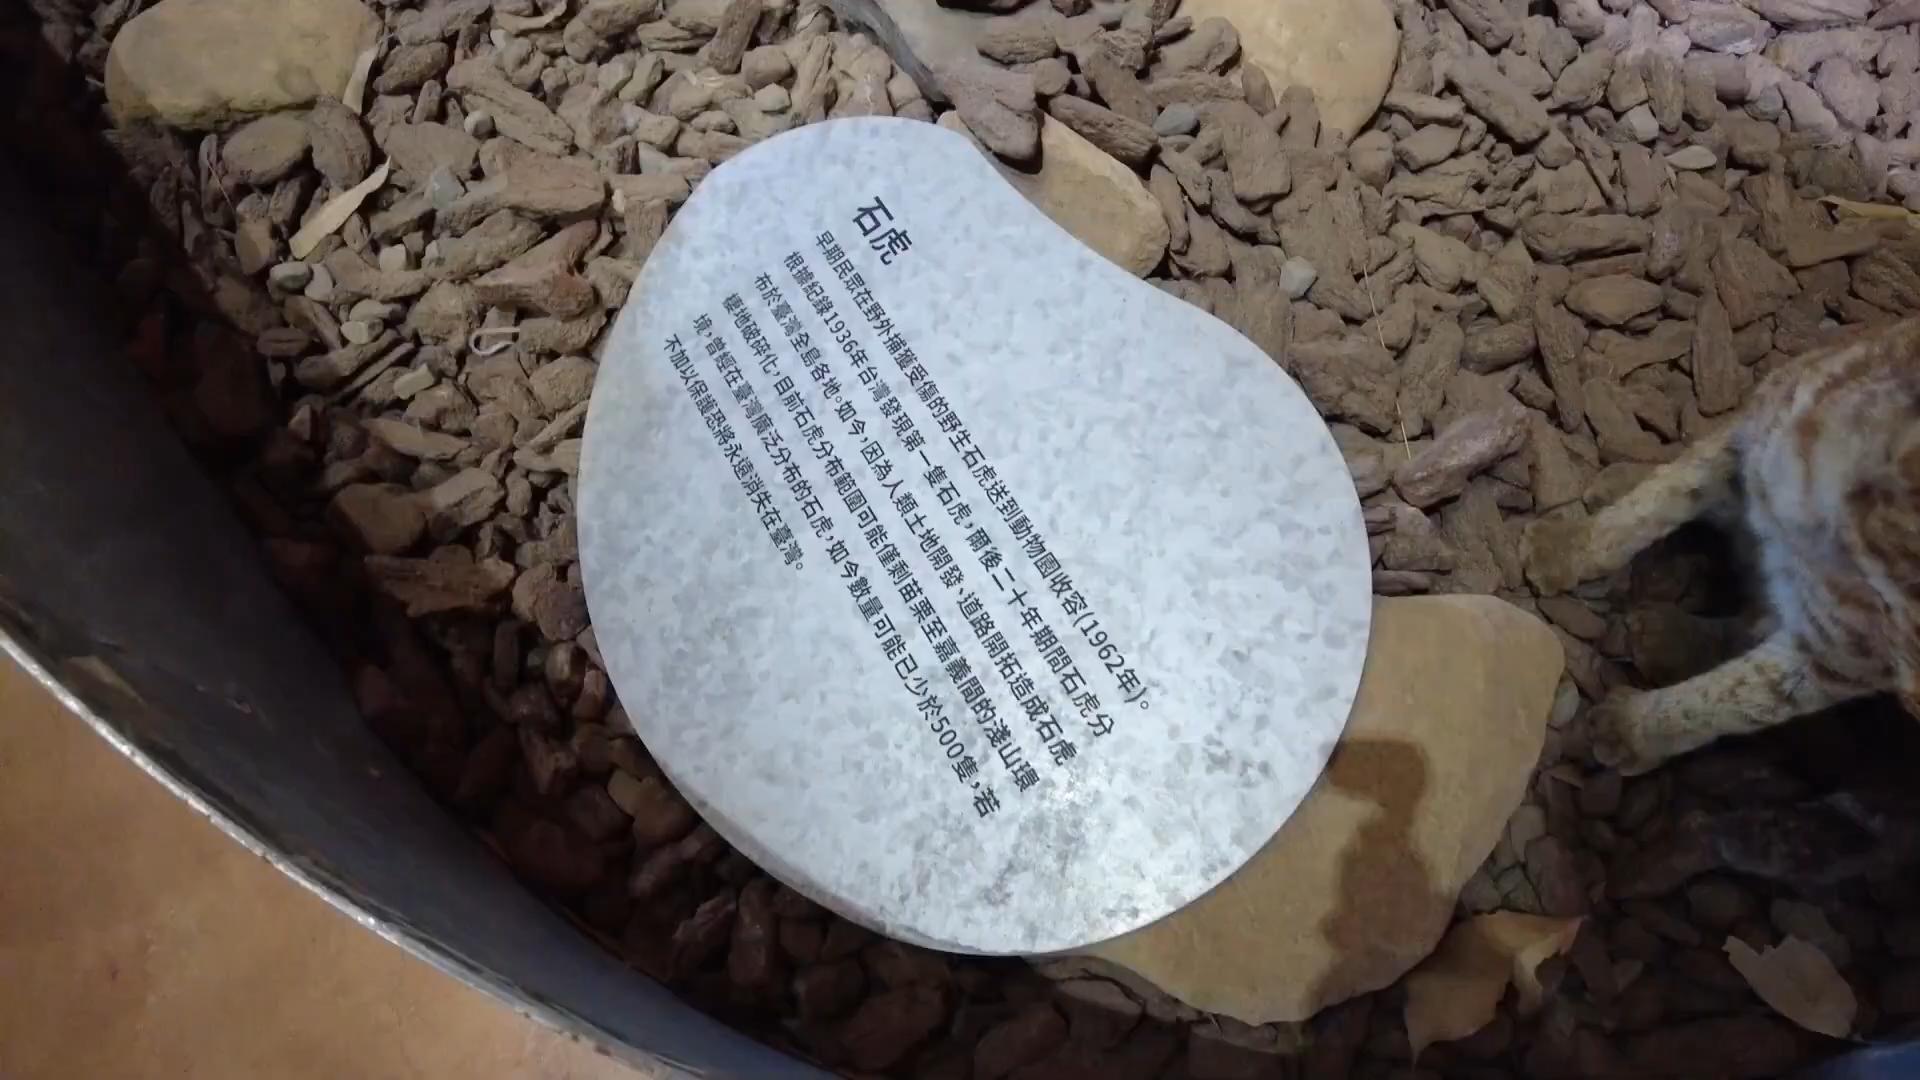 石虎
早期民眾在野外捕獲受傷的野生石虎送到動物園收容(1962年)。
根據紀錄1936年台灣發現第一隻石虎，爾後二十年期間石虎分
布於臺灣全島各地。如今，因為人類土地開發、道路開拓造成石虎
棲地破碎化，目前石虎分布範圍可能僅剩苗栗至嘉義間的淺山環
境，曾經在臺灣廣泛分布的石虎，如今數量可能已少於500隻，若
不加以保護恐將永遠消失在臺灣。